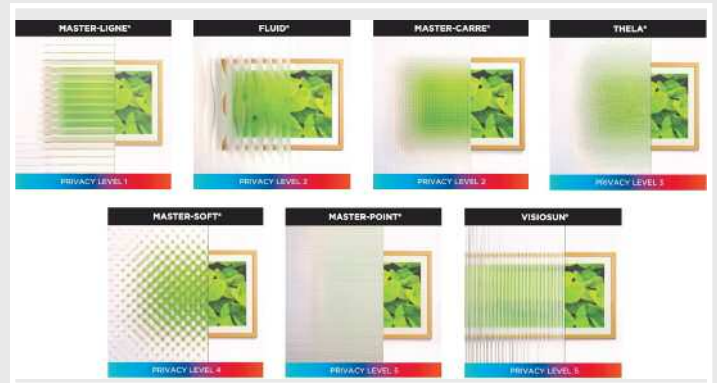 MASTER-LIGNE®
FLUID®
MASTER-CARRE®
THELA®
PRIVACY LEVEL 1
PRIVACY LEVEL 2
PRIVACY LEVEL 2
PRIVACY LEVEL 3
MASTER-SOFT®
MASTER-POINT®
VISIOSUN®
PRIVACY LEVEL 4
PRIVACY LEVEL 5
PRIVACY LEVEL 5